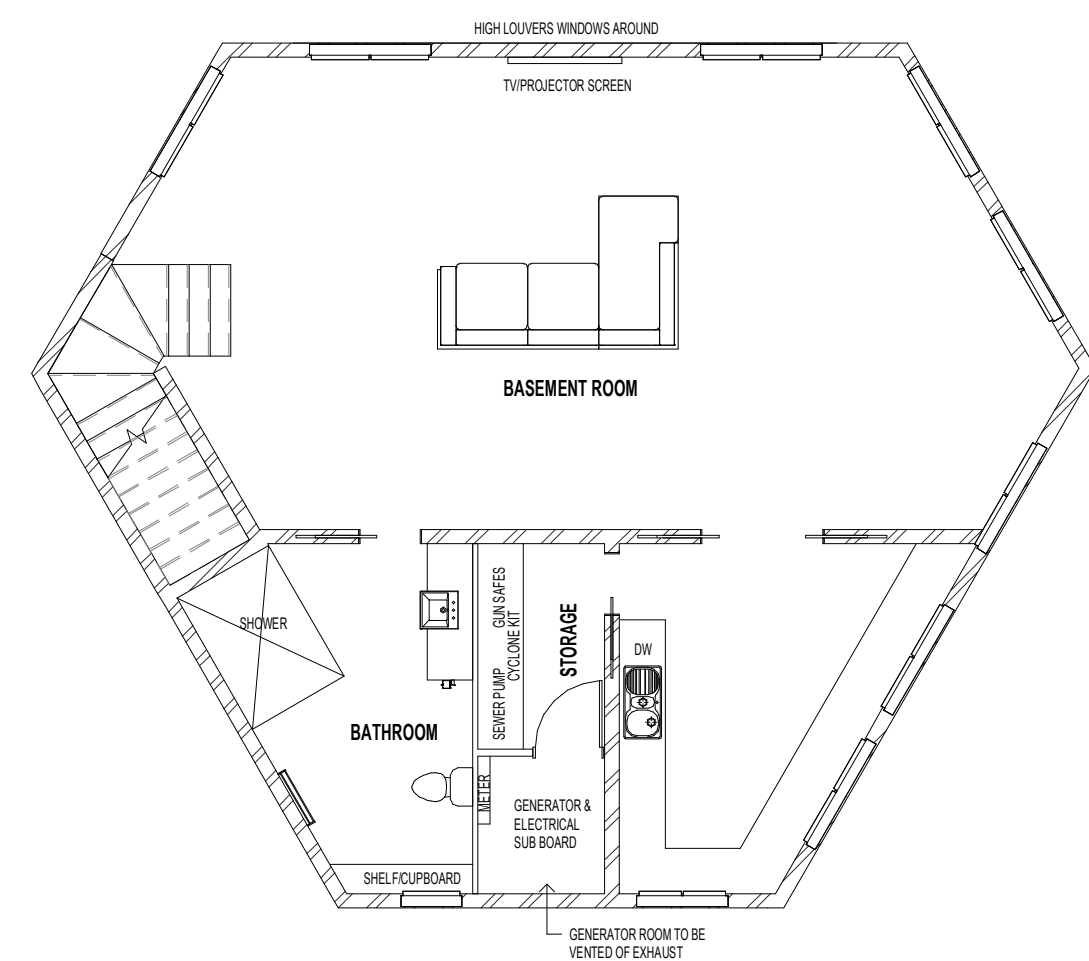 HIGH LOUVERS WINDOWS AROUND
TV/PROJECTOR SCREEN
BASEMENT ROOM
SHOWER
BATHROOM
SHELF/CUPBOARD
SEWER PUMP GUN SAFES
CYCLONE KIT
STORAGE
DW
METER
GENERATOR &
ELECTRICAL
SUB BOARD
GENERATOR ROOM TO BE
VENTED OF EXHAUST